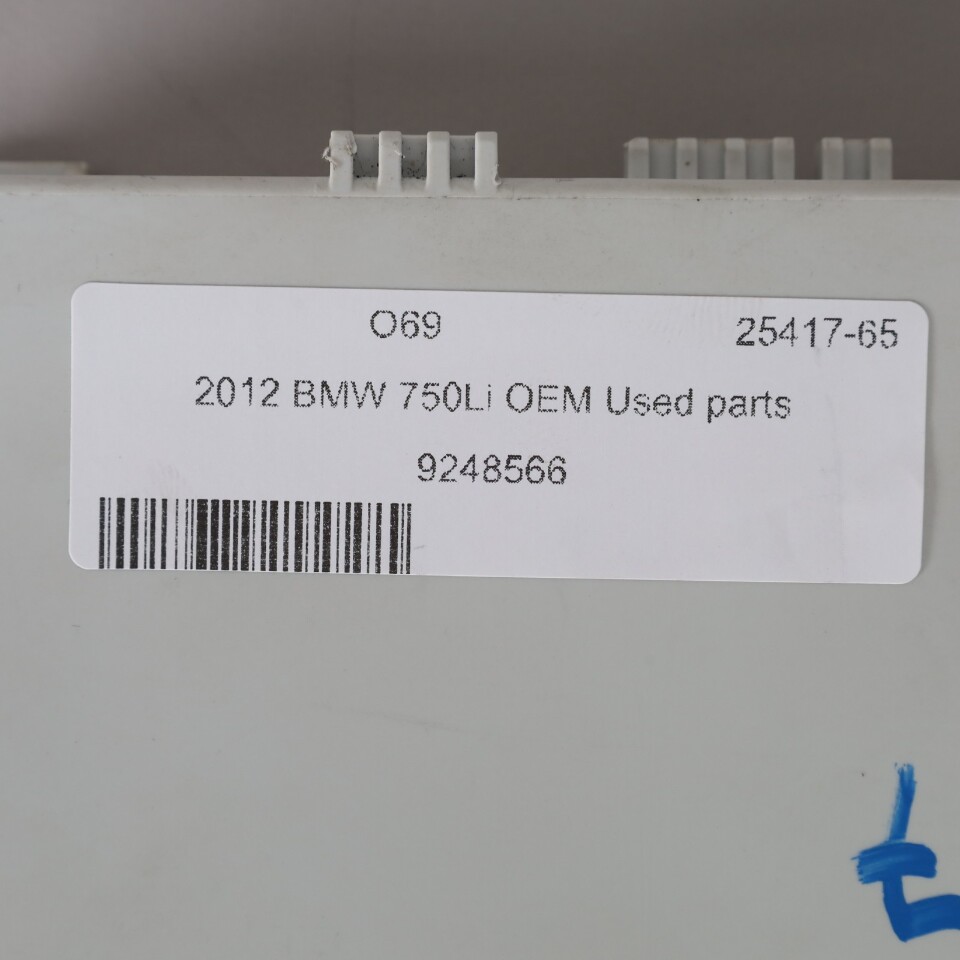 O69 25417-65
2012 BMW 750Li OEM Used parts
9248566